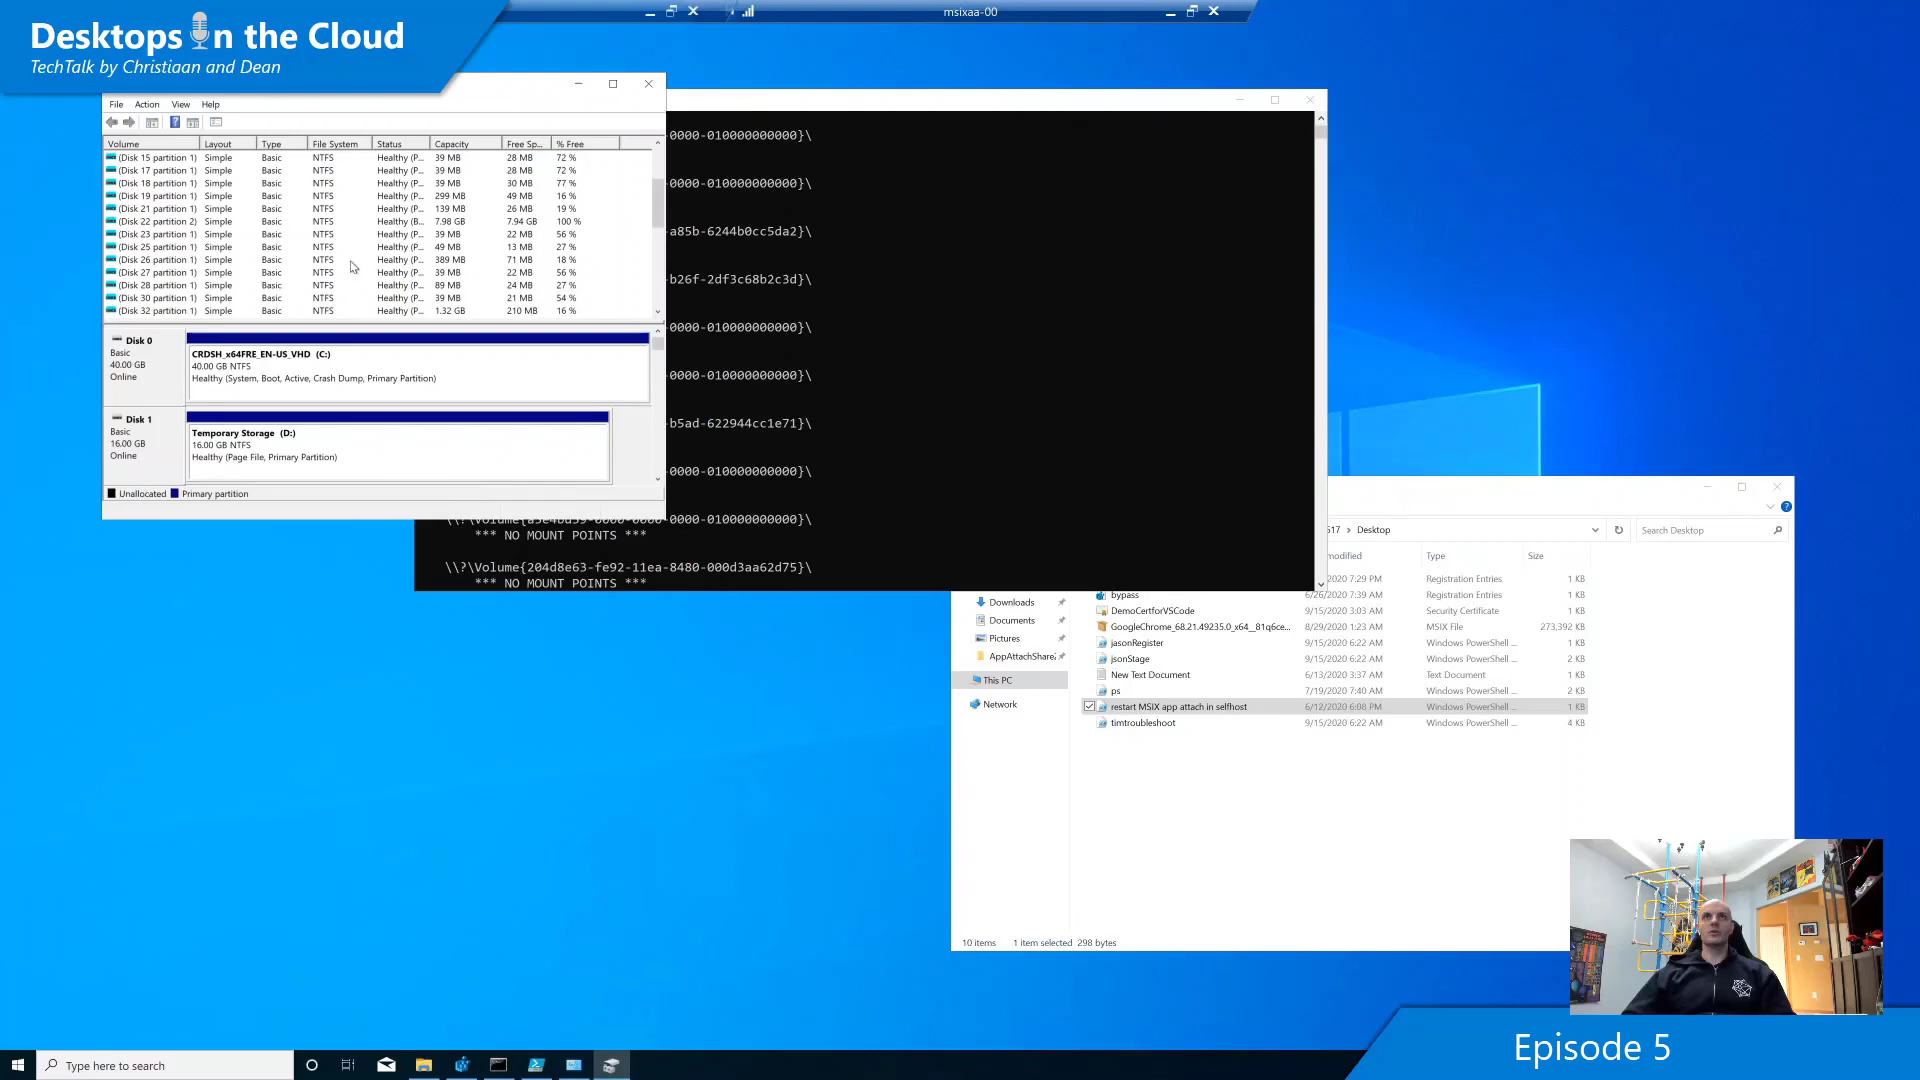 Desktops in the Cloud
TechTalk by Christiaan and Dean
msixaa-00
File Action View Help
Volume Layout Type File System Status Capacity Free Sp... % Free
(Disk 15 partition 1) Simple Basic NTFS Healthy (P... 39 MB 28 MB 72 %
(Disk 17 partition 1) Simple Basic NTFS Healthy (P... 39 MB 28 MB 72 %
(Disk 18 partition 1) Simple Basic NTFS Healthy (P... 39 MB 30 MB 77 %
(Disk 19 partition 1) Simple Basic NTFS Healthy (P... 299 MB 49 MB 16 %
(Disk 21 partition 1) Simple Basic NTFS Healthy (P... 139 MB 26 MB 19 %
(Disk 22 partition 2) Simple Basic NTFS Healthy (B... 7.98 GB 7.94 GB 100 %
(Disk 23 partition 1) Simple Basic NTFS Healthy (P... 39 MB 22 MB 56 %
(Disk 25 partition 1) Simple Basic NTFS Healthy (P... 49 MB 13 MB 27 %
(Disk 26 partition 1) Simple Basic NTFS Healthy (P... 389 MB 71 MB 18 %
(Disk 27 partition 1) Simple Basic NTFS Healthy (P... 39 MB 22 MB 56 %
(Disk 28 partition 1) Simple Basic NTFS Healthy (P... 89 MB 24 MB 27 %
(Disk 30 partition 1) Simple Basic NTFS Healthy (P... 39 MB 21 MB 54 %
(Disk 32 partition 1) Simple Basic NTFS Healthy (P... 1.32 GB 210 MB 16 %
Disk 0
Basic
40.00 GB
Online
CRDSH_x64FRE_EN-US_VHD (C:)
40.00 GB NTFS
Healthy (System, Boot, Active, Crash Dump, Primary Partition)
Disk 1
Basic
16.00 GB
Online
Temporary Storage (D:)
16.00 GB NTFS
Healthy (Page File, Primary Partition)
Unallocated Primary partition
-0000-010000000000}\
-0000-010000000000}\
-a85b-6244b0cc5da2}\
-b26f-2df3c68b2c3d}\
-0000-010000000000}\
-0000-010000000000}\
-b5ad-622944cc1e71}\
-0000-010000000000}\
-0000-010000000000}\
*** NO MOUNT POINTS ***
\\?\Volume{204d8e63-fe92-11ea-8480-000d3aa62d75}\
*** NO MOUNT POINTS ***
517 > Desktop
Search Desktop
modified Type Size
2020 7:29 PM Registration Entries 1 KB
bypass 6/26/2020 7:39 AM Registration Entries 1 KB
DemoCertforVSCode 9/15/2020 3:03 AM Security Certificate 1 KB
GoogleChrome_68.21.49235.0_x64__81q6ce... 8/29/2020 1:23 AM MSIX File 273,392 KB
jasonRegister 9/15/2020 6:22 AM Windows PowerShell ... 1 KB
jsonStage 9/15/2020 6:22 AM Windows PowerShell ... 2 KB
New Text Document 6/13/2020 3:37 AM Text Document 1 KB
ps 7/19/2020 7:40 AM Windows PowerShell ... 2 KB
restart MSIX app attach in selfhost 6/12/2020 6:08 PM Windows PowerShell ... 1 KB
timtroubleshoot 9/15/2020 6:22 AM Windows PowerShell ... 4 KB
Downloads
Documents
Pictures
AppAttachShare
This PC
Network
10 items 1 item selected 298 bytes
Episode 5
Type here to search